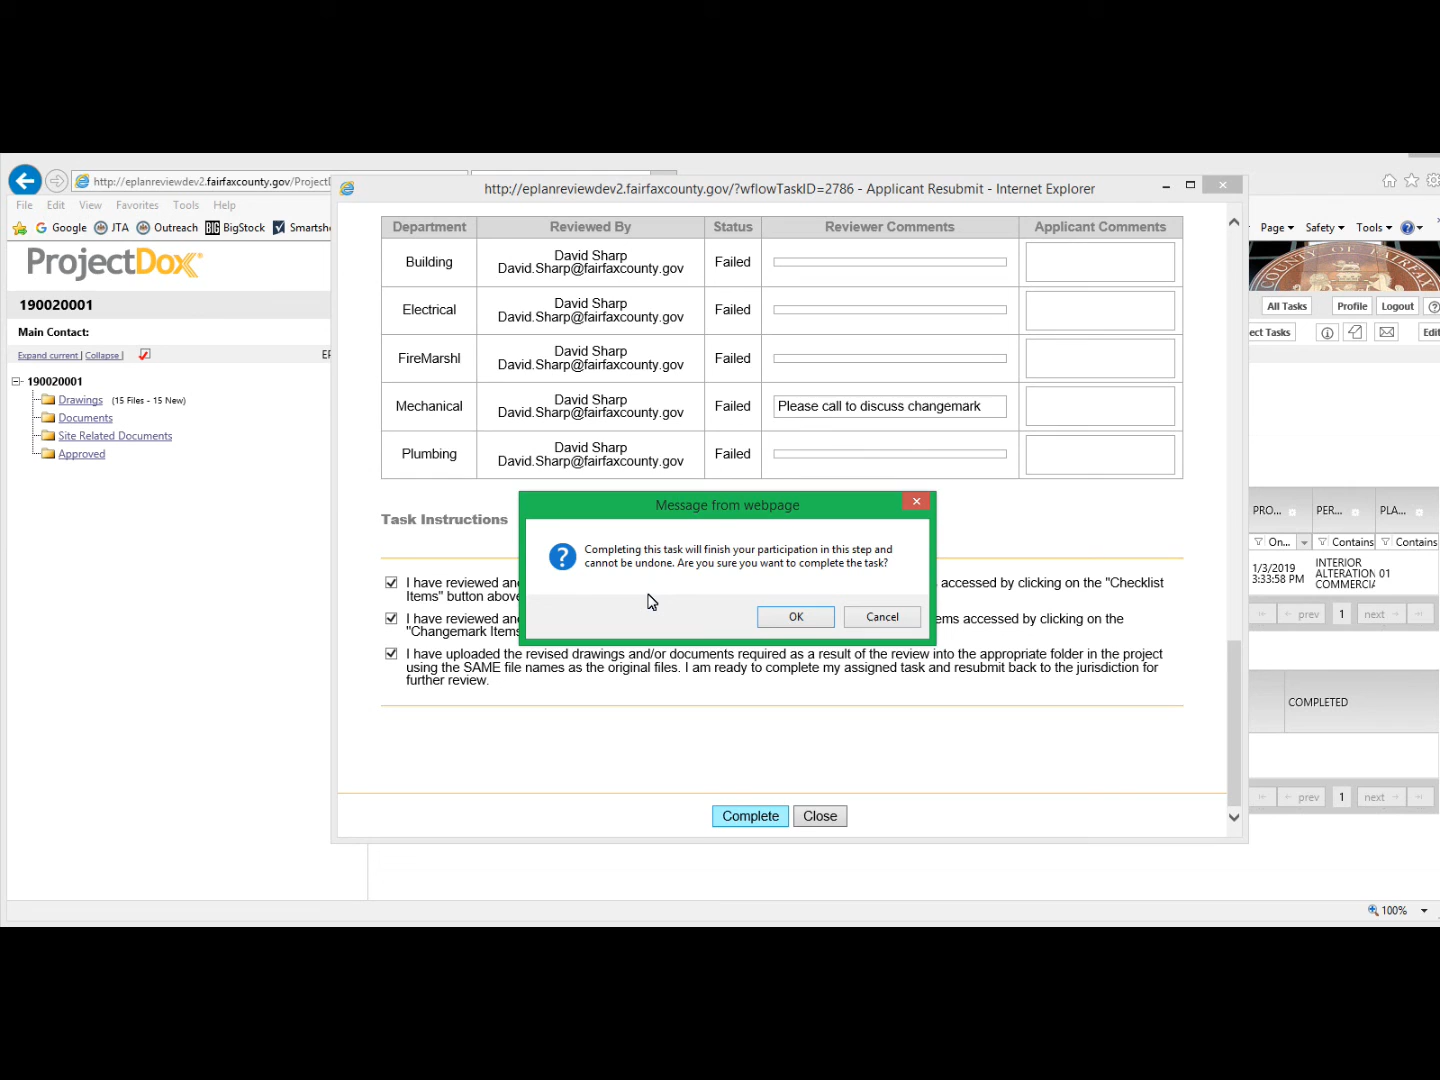 http://eplanreviewdev2.fairfaxcounty.gov/ProjectD
http://eplanreviewdev2.fairfaxcounty.gov/?wflowTaskID=2786 - Applicant Resubmit - Internet Explorer
File Edit View Favorites Tools Help
Google JTA Outreach BIG BigStock Smartshe
Page Safety Tools
ProjectDox
COUNTY OF FAIRFAX
190020001
All Tasks Profile Logout
Main Contact:
ect Tasks Edit
Expand current | Collapse |
190020001
Drawings (15 Files - 15 New)
Documents
Site Related Documents
Approved
Department Reviewed By Status Reviewer Comments Applicant Comments
Building David Sharp Failed
David.Sharp@fairfaxcounty.gov
Electrical David Sharp Failed
David.Sharp@fairfaxcounty.gov
FireMarshl David Sharp Failed
David.Sharp@fairfaxcounty.gov
Mechanical David Sharp Failed Please call to discuss changemark
David.Sharp@fairfaxcounty.gov
Plumbing David Sharp Failed
David.Sharp@fairfaxcounty.gov
Task Instructions
Message from webpage
Completing this task will finish your participation in this step and
cannot be undone. Are you sure you want to complete the task?
OK Cancel
I have reviewed an accessed by clicking on the "Checklist
Items" button above
I have reviewed an ems accessed by clicking on the
"Changemark Items
I have uploaded the revised drawings and/or documents required as a result of the review into the appropriate folder in the project
using the SAME file names as the original files. I am ready to complete my assigned task and resubmit back to the jurisdiction for
further review.
Complete Close
PRO... PER... PLA...
On... Contains Contains
1/3/2019
3:33:58 PM
INTERIOR
ALTERATION
COMMERCIA
01
prev 1 next
COMPLETED
prev 1 next
100%